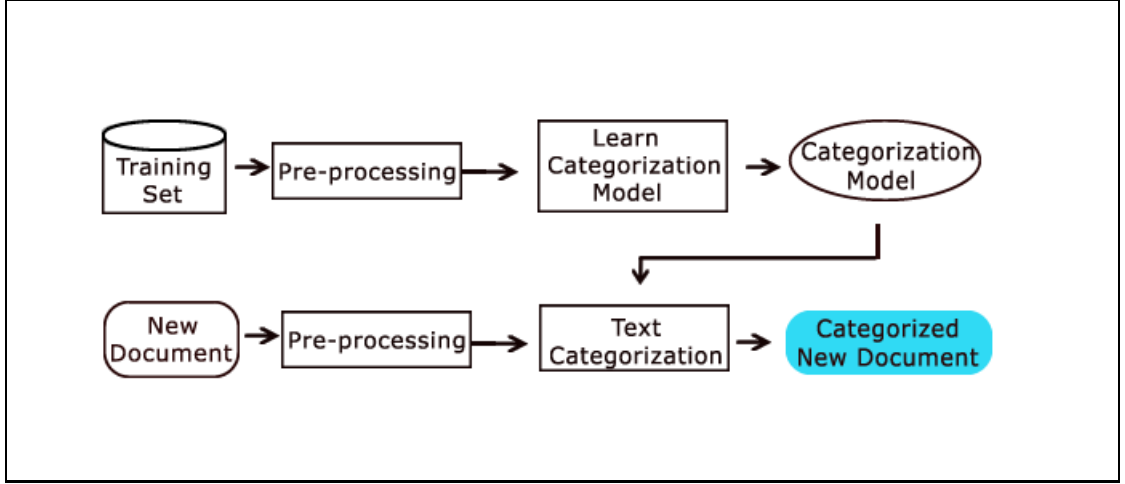 Training
Set
Pre-processing
Learn
Categorization
Model
Categorization
Model
New
Document
Pre-processing
Text
Categorization
Categorized
New Document